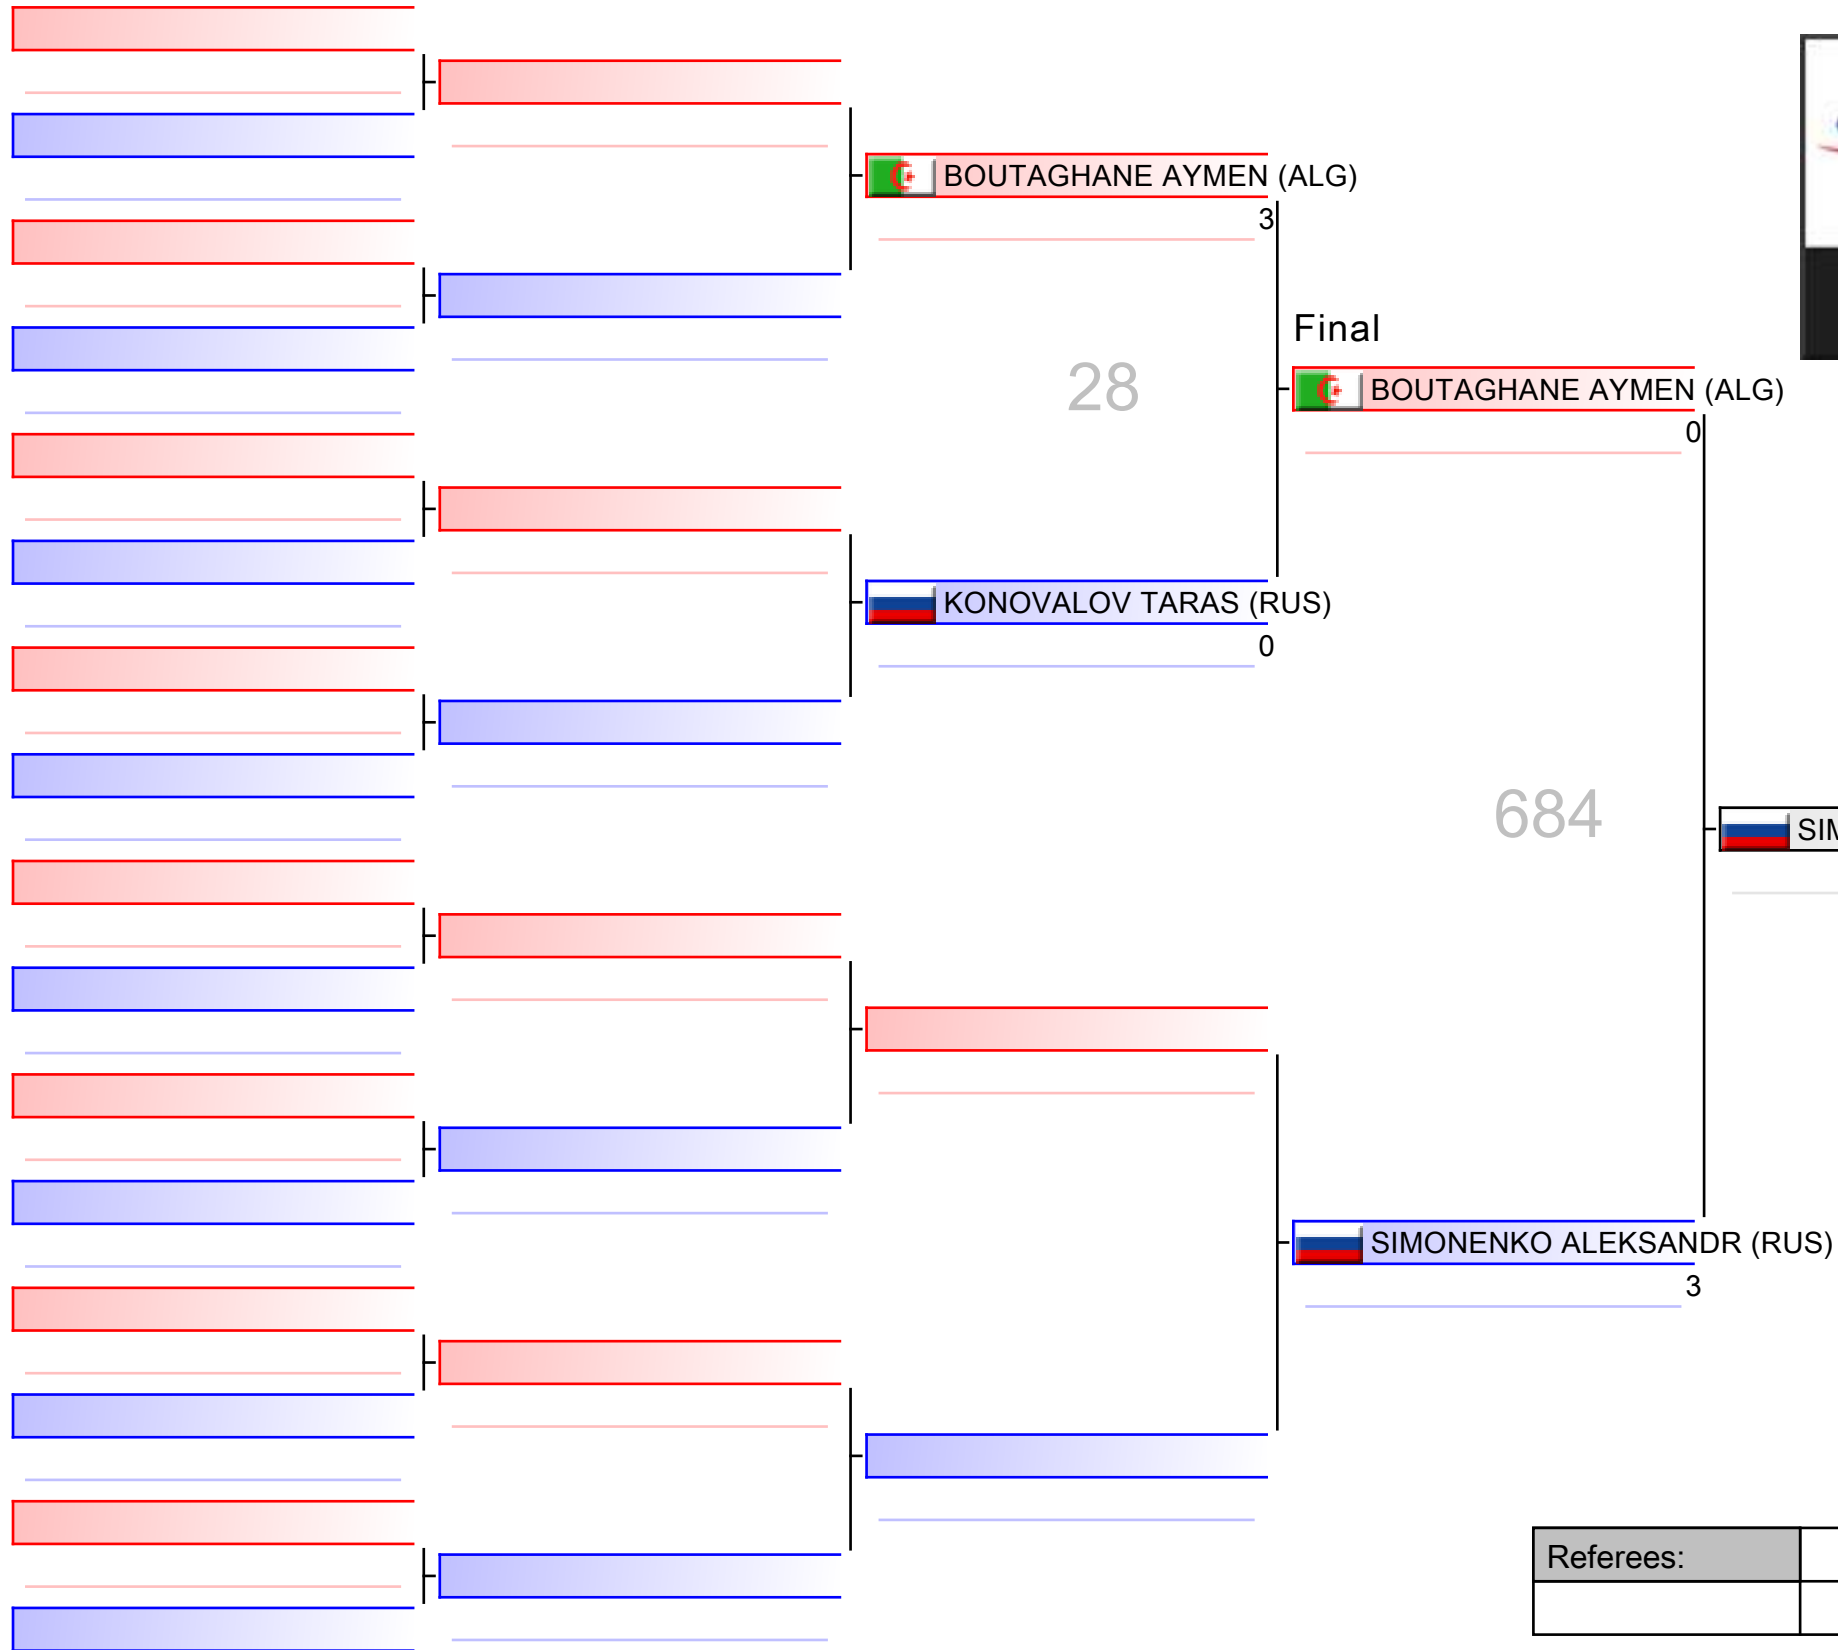 BOUTAGHANE AYMEN (ALG)
3
Final
28
BOUTAGHANE AYMEN (ALG)
0
KONOVALOV TARAS (RUS)
0
684
SIM
SIMONENKO ALEKSANDR (RUS)
3
Referees: